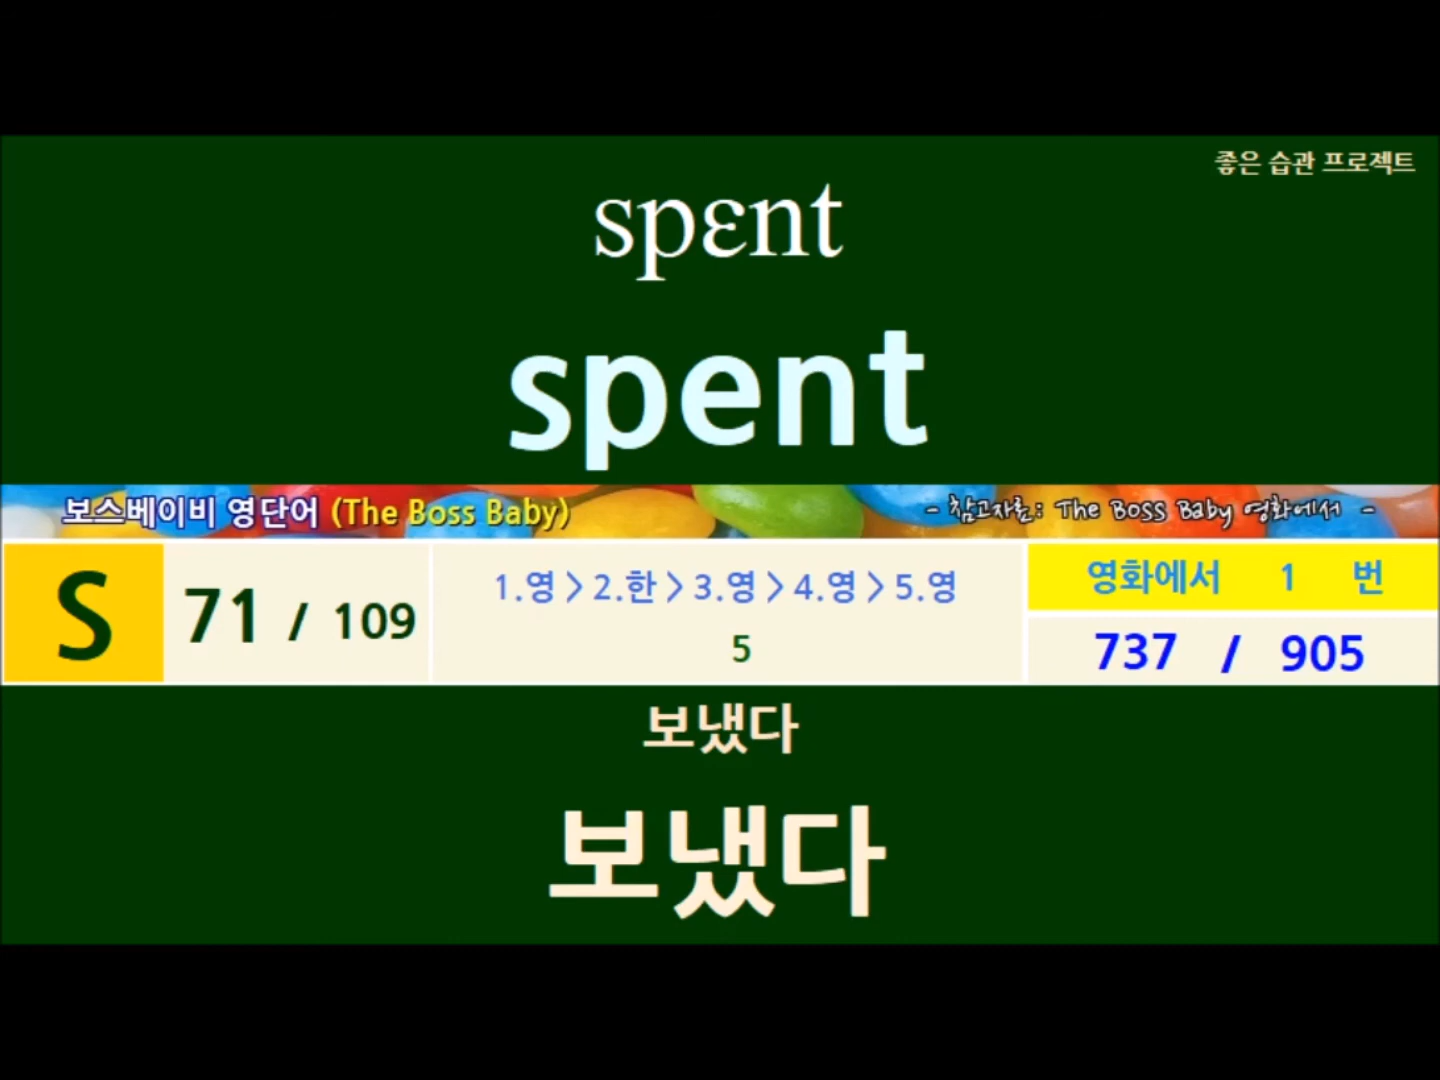 좋은 습관 프로젝트
spɛnt
spent
보스베이비 영단어 (The Boss Baby)
- 참고자료: The Boss Baby 영화에서 -
S
71 / 109
1.영 > 2.한 > 3.영 > 4.영 > 5.영
5
영화에서 1 번
737 / 905
보냈다
보냈다